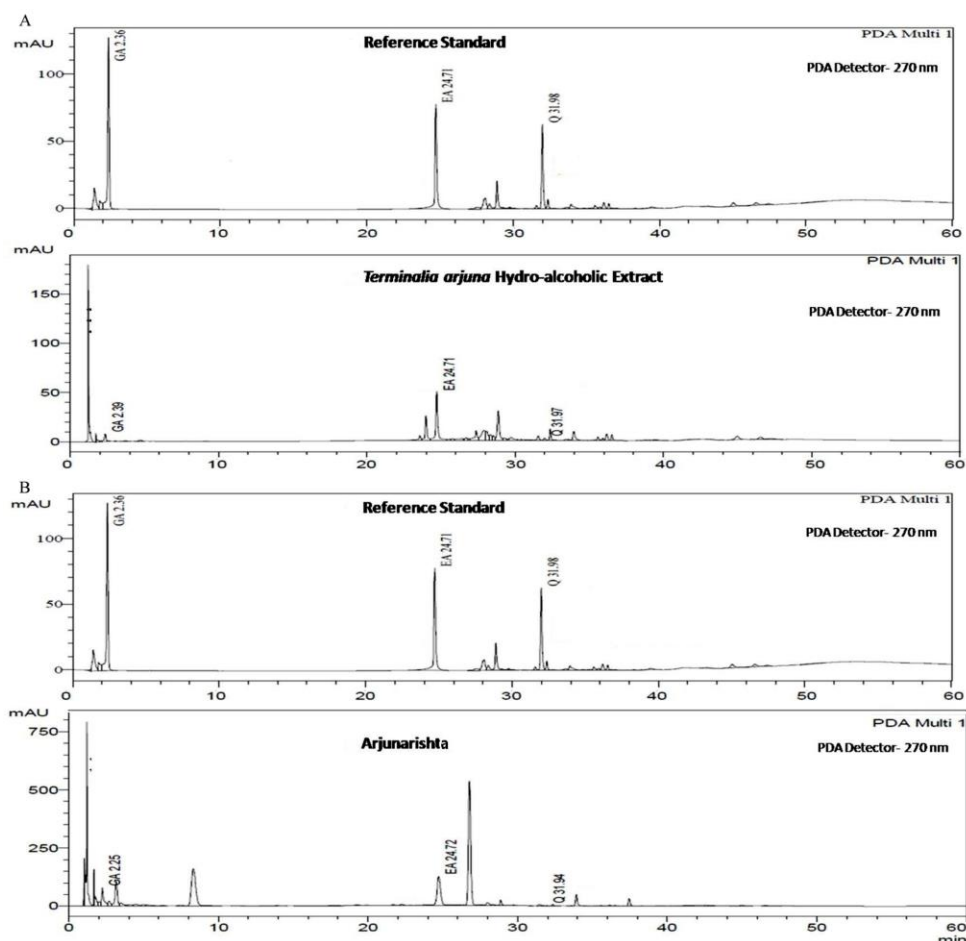 A
mAU
PDA Multi 1
Reference Standard
PDA Detector- 270 nm
GA 2.36
EA 24.71
Q 31.98
100
50
0
0 10 20 30 40 50 60
mAU
PDA Multi 1
Terminalia arjuna Hydro-alcoholic Extract
PDA Detector- 270 nm
150
100
50
0
GA 2.39
EA 24.71
Q 31.97
0 10 20 30 40 50 60
B
mAU
PDA Multi 1
Reference Standard
PDA Detector- 270 nm
GA 2.36
EA 24.71
Q 31.98
100
50
0
0 10 20 30 40 50 60
mAU
PDA Multi 1
Arjunarishta
PDA Detector- 270 nm
750
500
250
0
GA 2.25
EA 24.72
Q 31.94
0 10 20 30 40 50 60
min